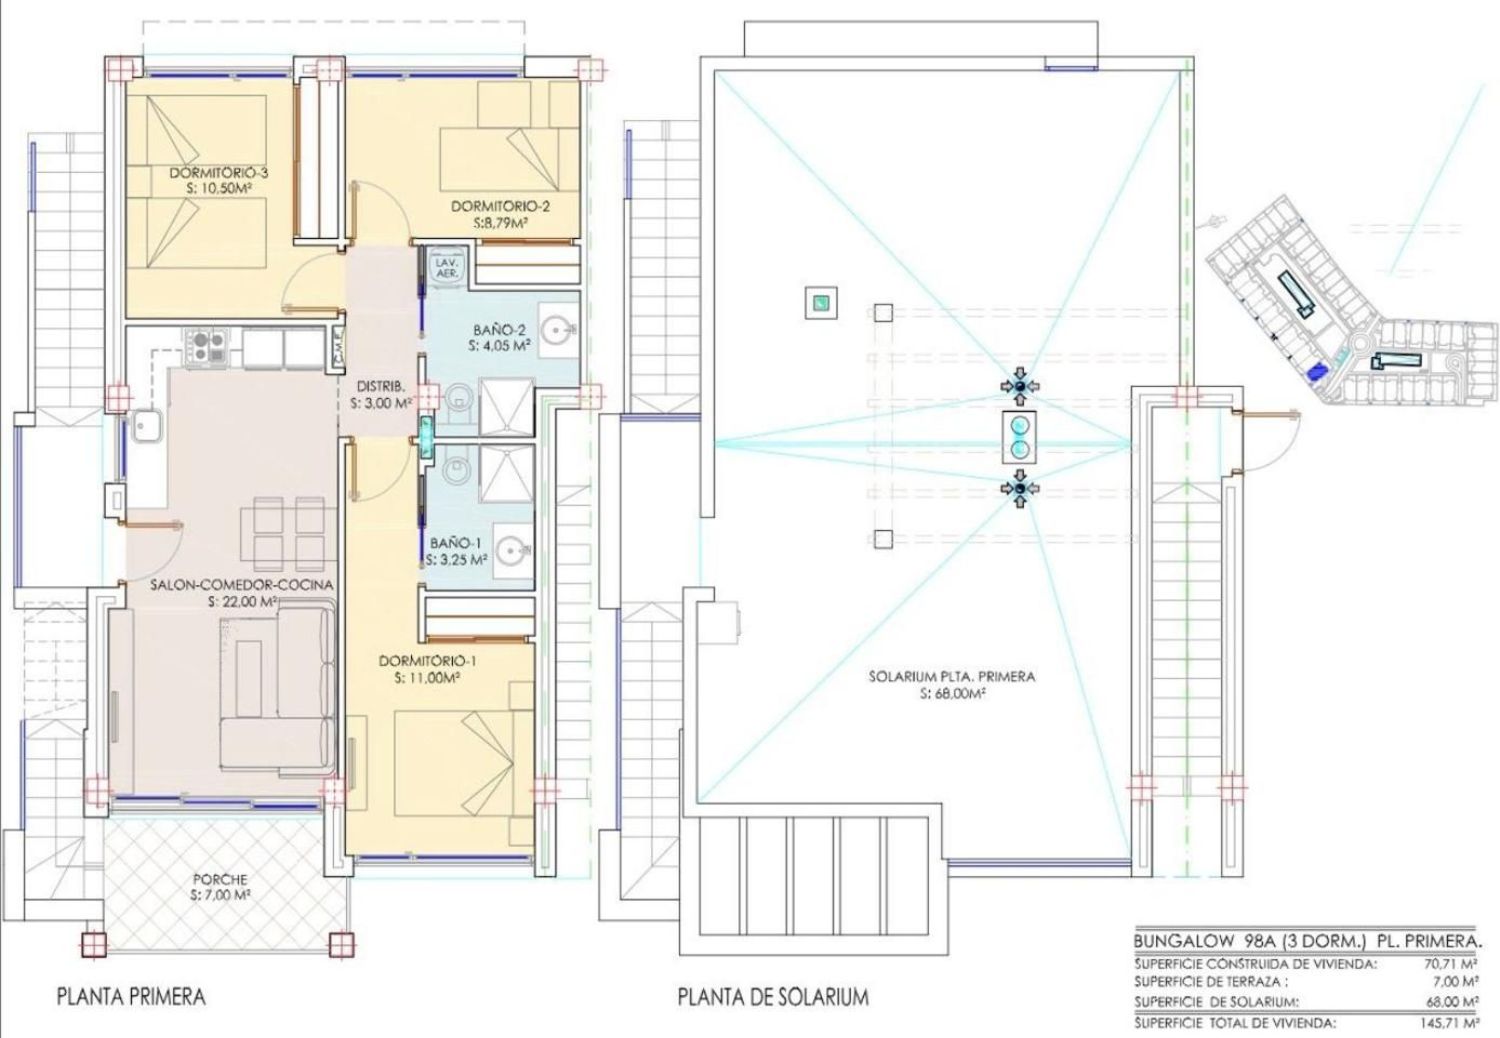 DORMITORIO-3
S: 10,50M²
DORMITORIO-2
S:8,79M²
LAV.
AER.
BAÑO-2
S: 4,05 M²
C.M.E.
DISTRIB.
S: 3,00 M²
BAÑO-1
S: 3,25 M²
SALON-COMEDOR-COCINA
S: 22,00 M²
DORMITORIO-1
S: 11,00M²
PORCHE
S: 7,00 M²
PLANTA PRIMERA
SOLARIUM PLTA. PRIMERA
S: 68,00M²
PLANTA DE SOLARIUM
BUNGALOW 98A (3 DORM.) PL. PRIMERA.
SUPERFICIE CONSTRUIDA DE VIVIENDA: 70,71 M²
SUPERFICIE DE TERRAZA : 7,00 M²
SUPERFICIE DE SOLARIUM: 68,00 M²
SUPERFICIE TOTAL DE VIVIENDA: 145,71 M²